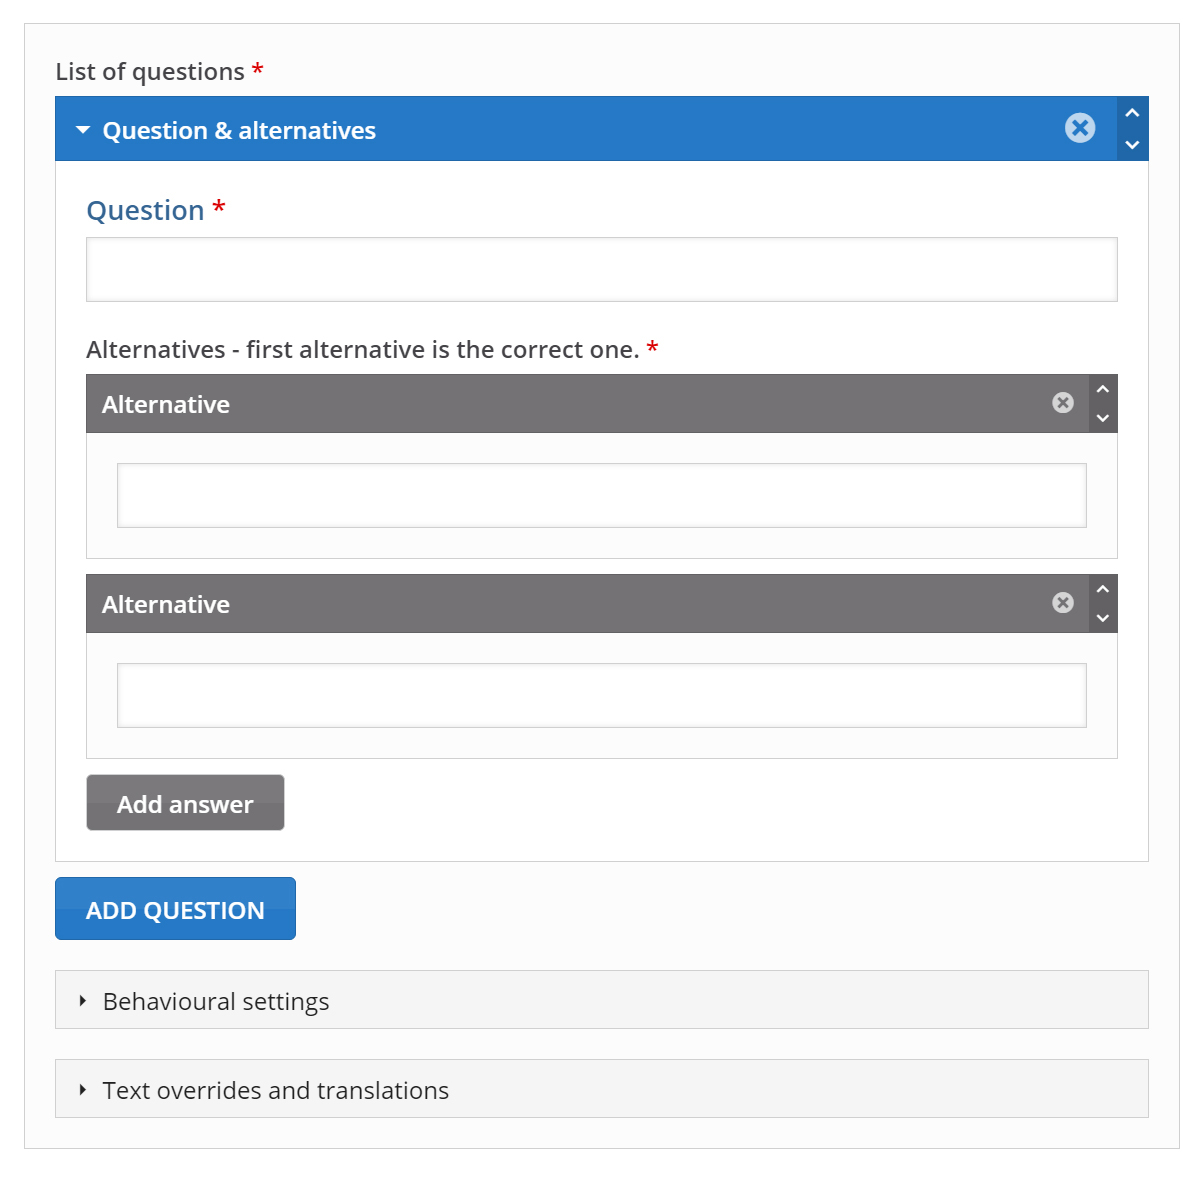 List of questions *
Question & alternatives
Question *
Alternatives - first alternative is the correct one. *
Alternative
Alternative
Add answer
ADD QUESTION
Behavioural settings
Text overrides and translations